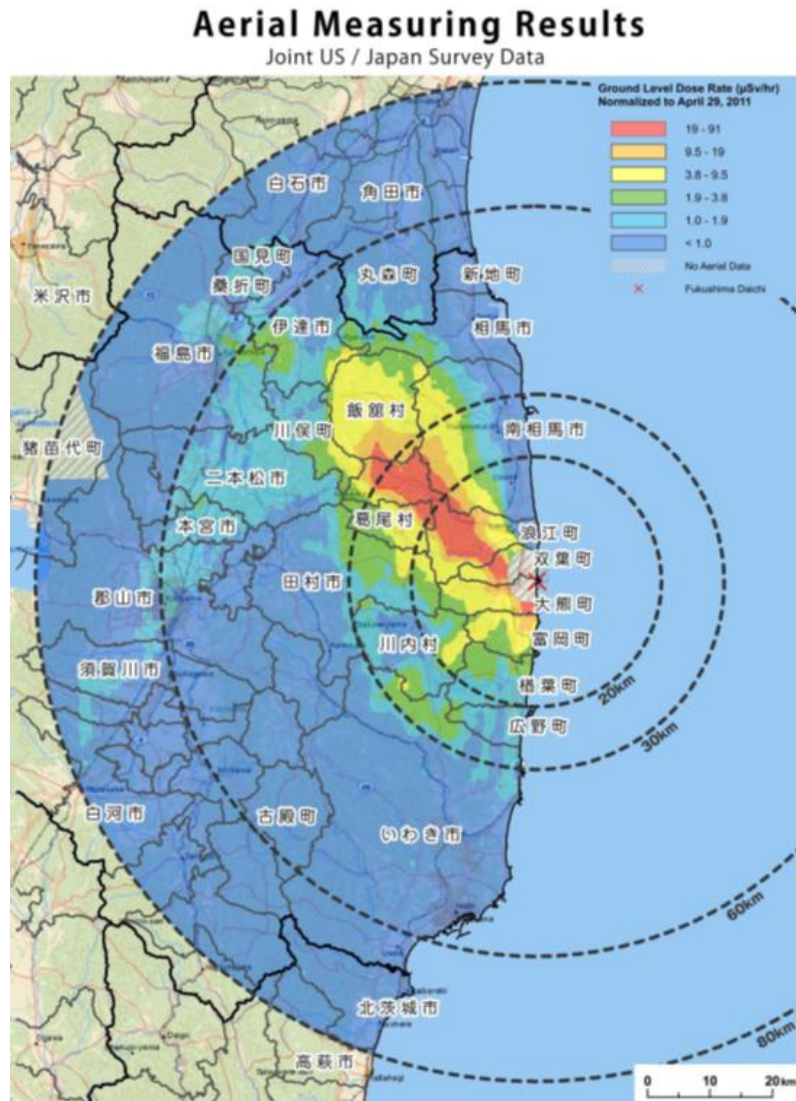 Aerial Measuring Results
Joint US / Japan Survey Data
Ground Level Dose Rate (μSv/hr)
Normalized to April 29, 2011
19 - 91
9.5 - 19
3.8 - 9.5
1.9 - 3.8
1.0 - 1.9
< 1.0
No Aerial Data
Fukushima Daiichi
白石市
角田市
国見町
丸森町
新地町
桑折町
米沢市
伊達市
相馬市
福島市
飯舘村
川俣町
南相馬市
猪苗代町
二本松市
本宮市
葛尾村
浪江町
双葉町
田村市
郡山市
大熊町
川内村
富岡町
須賀川市
楢葉町
20km
広野町
30km
白河市
古殿町
いわき市
60km
北茨城市
80km
高萩市
0 10 20 km